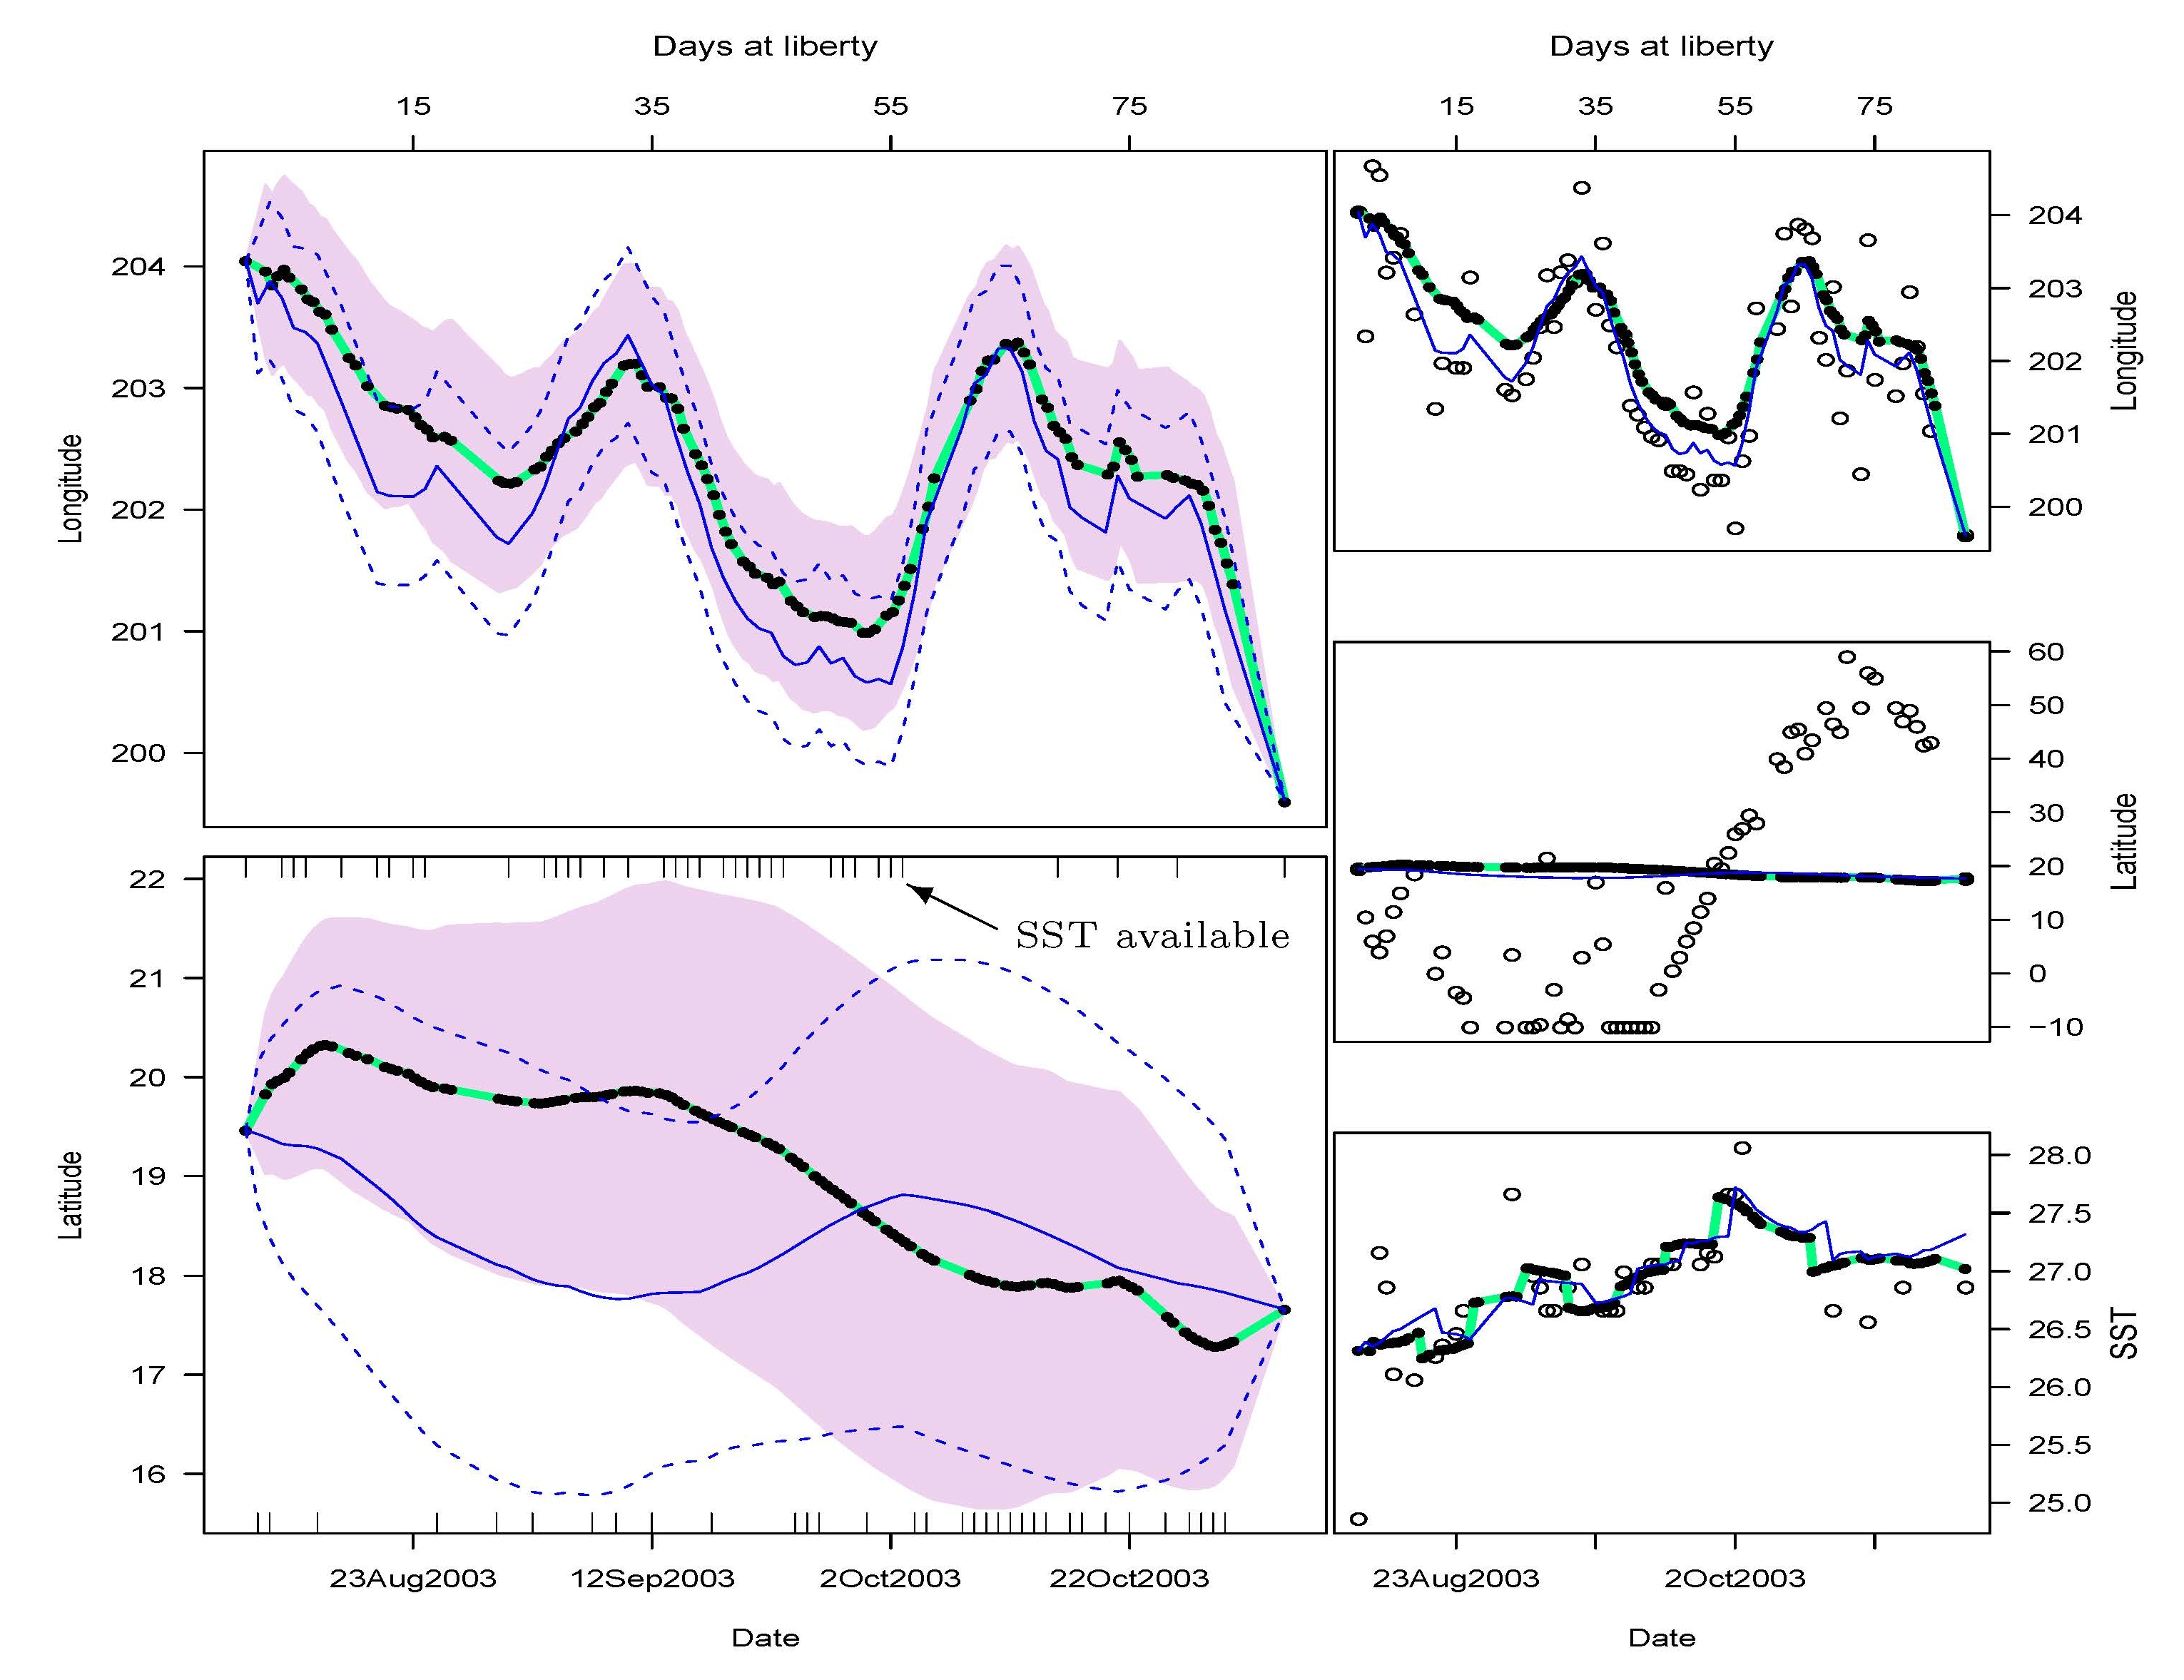 Days at liberty
Days at liberty
15 35 55 75
15 35 55 75
204
203
202
201
200
Longitude
204
203
202
201
200
Longitude
22
21
20
19
18
17
16
Latitude
SST available
60
50
40
30
20
10
0
−10
Latitude
28.0
27.5
27.0
26.5
26.0
25.5
25.0
SST
23Aug2003 12Sep2003 2Oct2003 22Oct2003
23Aug2003 2Oct2003
Date
Date